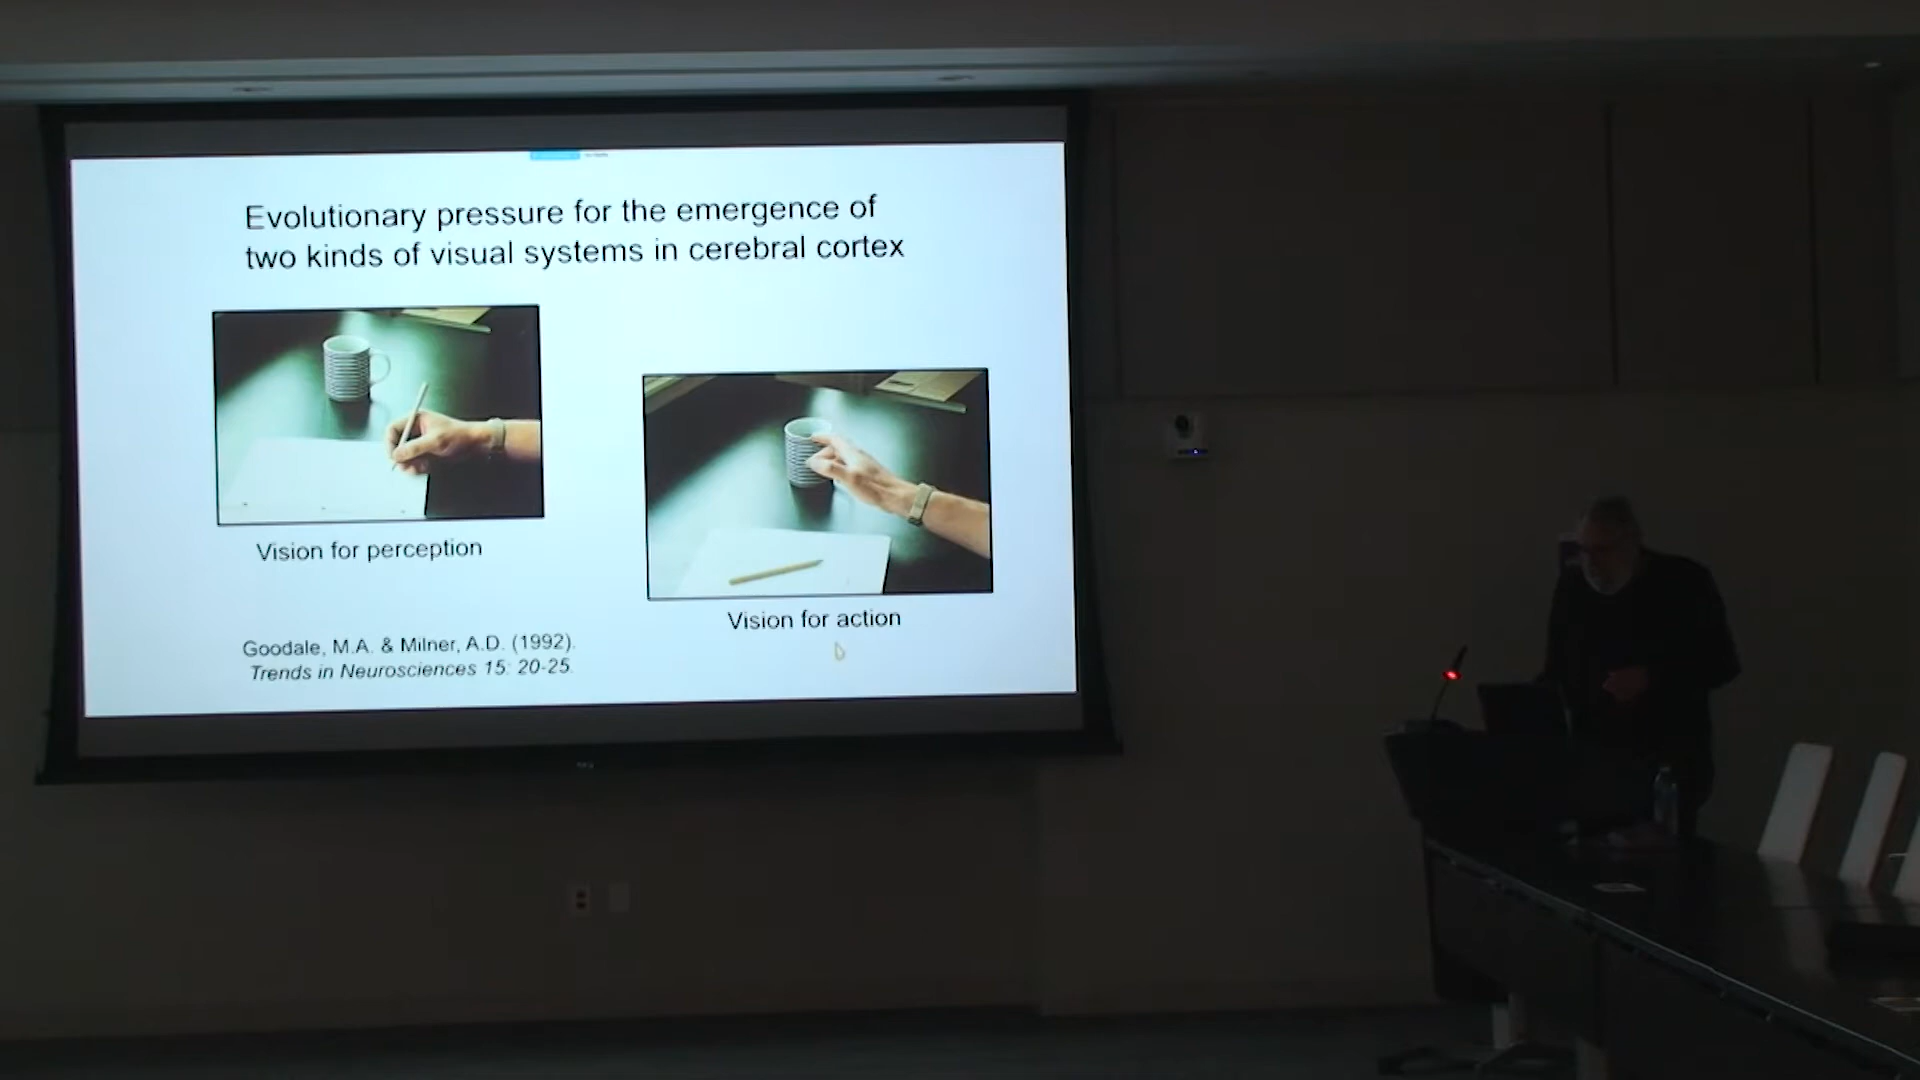 Evolutionary pressure for the emergence of
two kinds of visual systems in cerebral cortex
Vision for perception
Vision for action
Goodale, M.A. & Milner, A.D. (1992).
Trends in Neurosciences 15: 20-25.